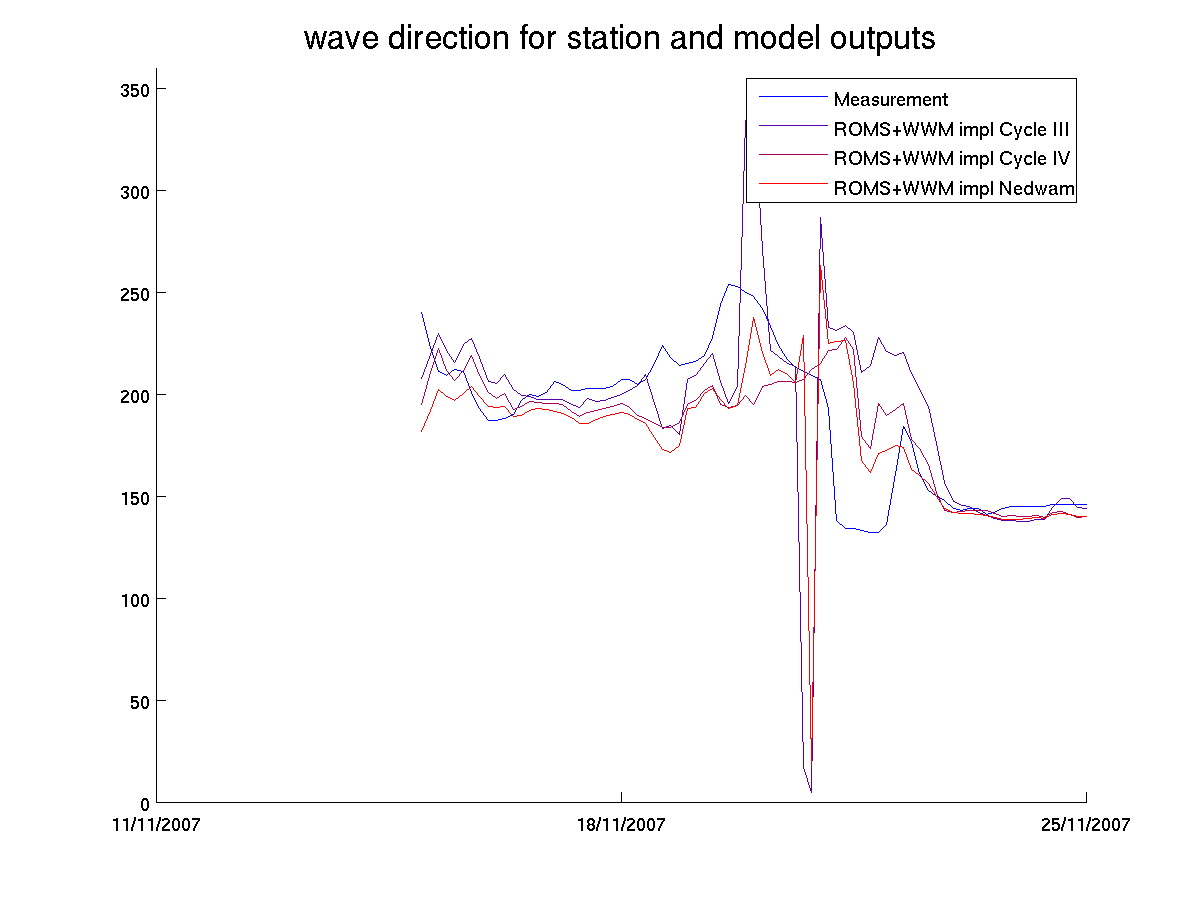 wave direction for station and model outputs
350
300
250
200
150
100
50
0
Measurement
ROMS+WWM impl Cycle III
ROMS+WWM impl Cycle IV
ROMS+WWM impl Nedwam
11/11/2007 18/11/2007 25/11/2007